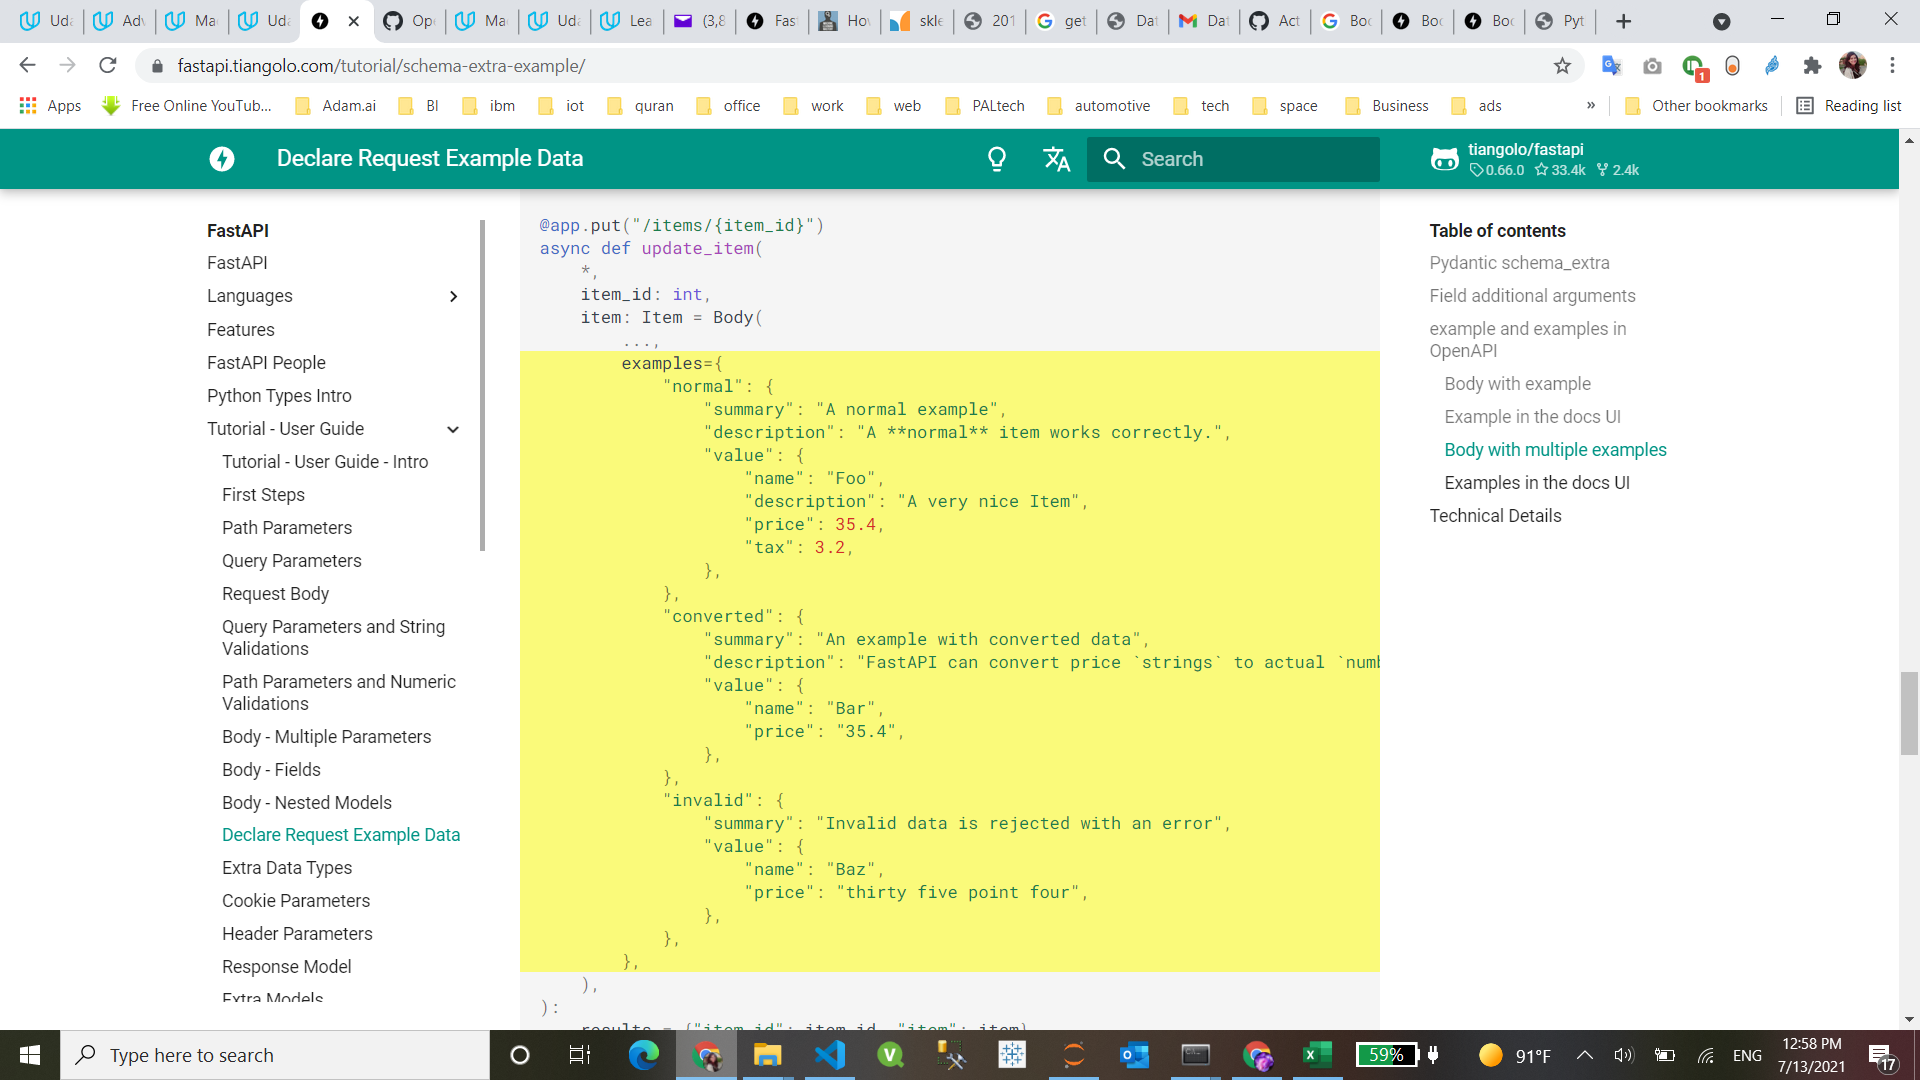 Uda
Adv
Ma
Uda
Ope
Ma
Uda
Lea
(3,8
Fas
Hov
skle
201
get
Dat
Dat
Act
Boo
Boo
Boo
Pyt
fastapi.tiangolo.com/tutorial/schema-extra-example/
1
Apps
Free Online YouTub...
Adam.ai
BI
ibm
iot
quran
office
work
web
PALtech
automotive
tech
space
Business
ads
»
Other bookmarks
Reading list
Declare Request Example Data
Search
tiangolo/fastapi
0.66.0 33.4k 2.4k
FastAPI
FastAPI
Languages
Features
FastAPI People
Python Types Intro
Tutorial - User Guide
Tutorial - User Guide - Intro
First Steps
Path Parameters
Query Parameters
Request Body
Query Parameters and String
Validations
Path Parameters and Numeric
Validations
Body - Multiple Parameters
Body - Fields
Body - Nested Models
Declare Request Example Data
Extra Data Types
Cookie Parameters
Header Parameters
Response Model
Extra Models
@app.put("/items/{item_id}")
async def update_item(
*,
item_id: int,
item: Item = Body(
...,
examples={
"normal": {
"summary": "A normal example",
"description": "A **normal** item works correctly.",
"value": {
"name": "Foo",
"description": "A very nice Item",
"price": 35.4,
"tax": 3.2,
},
},
"converted": {
"summary": "An example with converted data",
"description": "FastAPI can convert price `strings` to actual `numb
"value": {
"name": "Bar",
"price": "35.4",
},
},
"invalid": {
"summary": "Invalid data is rejected with an error",
"value": {
"name": "Baz",
"price": "thirty five point four",
},
},
},
),
):
results = {"item_id": item_id, "item": item}
Table of contents
Pydantic schema_extra
Field additional arguments
example and examples in
OpenAPI
Body with example
Example in the docs UI
Body with multiple examples
Examples in the docs UI
Technical Details
Type here to search
59%
91°F
ENG
12:58 PM
7/13/2021
17